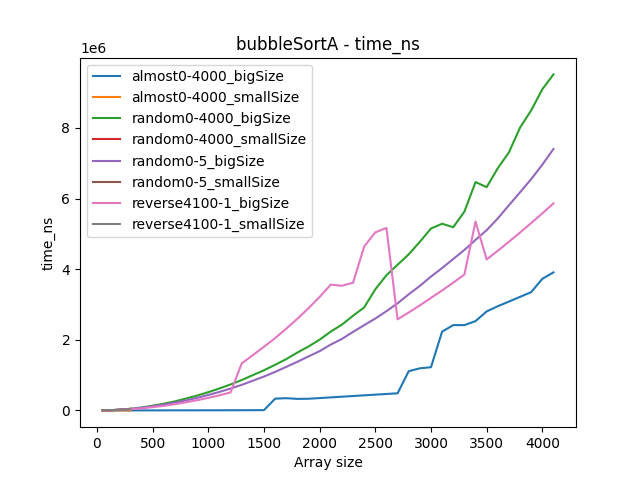 bubbleSortA - time_ns
1e6
almost0-4000_bigSize
almost0-4000_smallSize
random0-4000_bigSize
random0-4000_smallSize
random0-5_bigSize
random0-5_smallSize
reverse4100-1_bigSize
reverse4100-1_smallSize
8
6
4
2
0
time_ns
0 500 1000 1500 2000 2500 3000 3500 4000
Array size